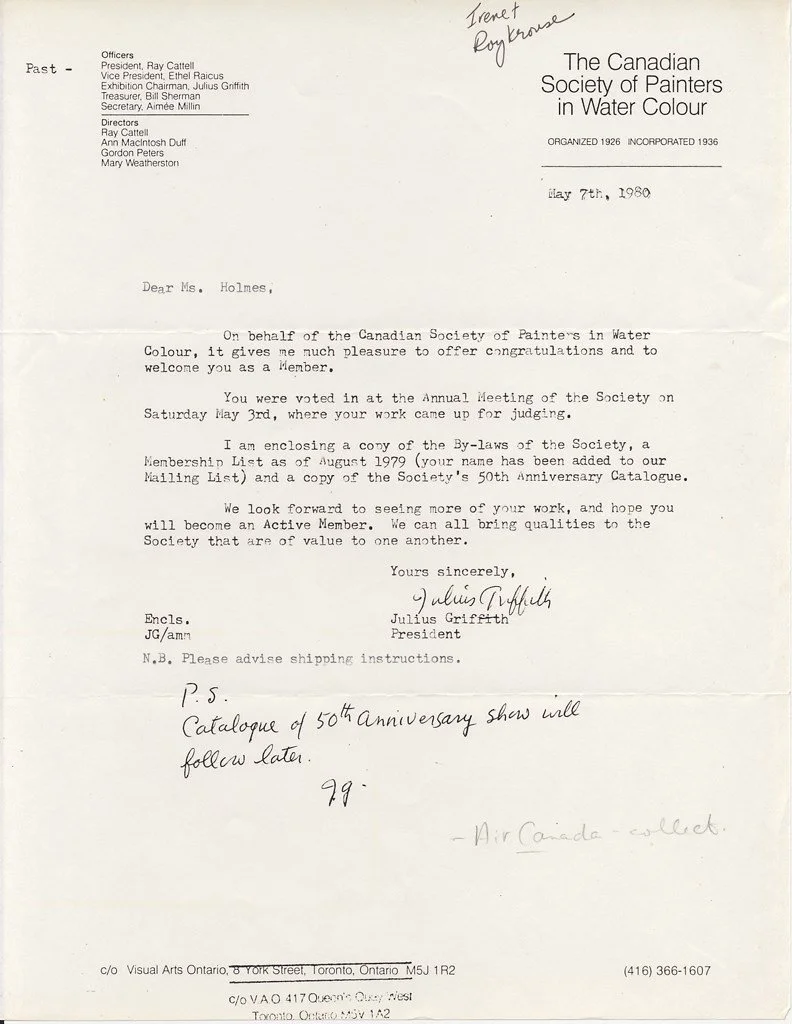 Irene +
Roy Krouse
Past -
Officers
President, Ray Cattell
Vice President, Ethel Raicus
Exhibition Chairman, Julius Griffith
Treasurer, Bill Sherman
Secretary, Aimée Millin
Directors
Ray Cattell
Ann MacIntosh Duff
Gordon Peters
Mary Weatherston
The Canadian
Society of Painters
in Water Colour
ORGANIZED 1926 INCORPORATED 1936
May 7th, 1980
Dear Ms. Holmes,
On behalf of the Canadian Society of Painters in Water
Colour, it gives me much pleasure to offer congratulations and to
welcome you as a Member.
You were voted in at the Annual Meeting of the Society on
Saturday May 3rd, where your work came up for judging.
I am enclosing a copy of the By-laws of the Society, a
Membership List as of August 1979 (your name has been added to our
Mailing List) and a copy of the Society's 50th Anniversary Catalogue.
We look forward to seeing more of your work, and hope you
will become an Active Member. We can all bring qualities to the
Society that are of value to one another.
Yours sincerely,
Julius Griffith
Encls. Julius Griffith
JG/amm President
N.B. Please advise shipping instructions.
P.S.
Catalogue of 50th Anniversary show will
follow later.
Jg.
- Air Canada - collect.
c/o Visual Arts Ontario, 8 York Street, Toronto, Ontario M5J 1R2 (416) 366-1607
c/o V.A.O. 417 Queen's Quay West
Toronto, Ontario M5V 1A2